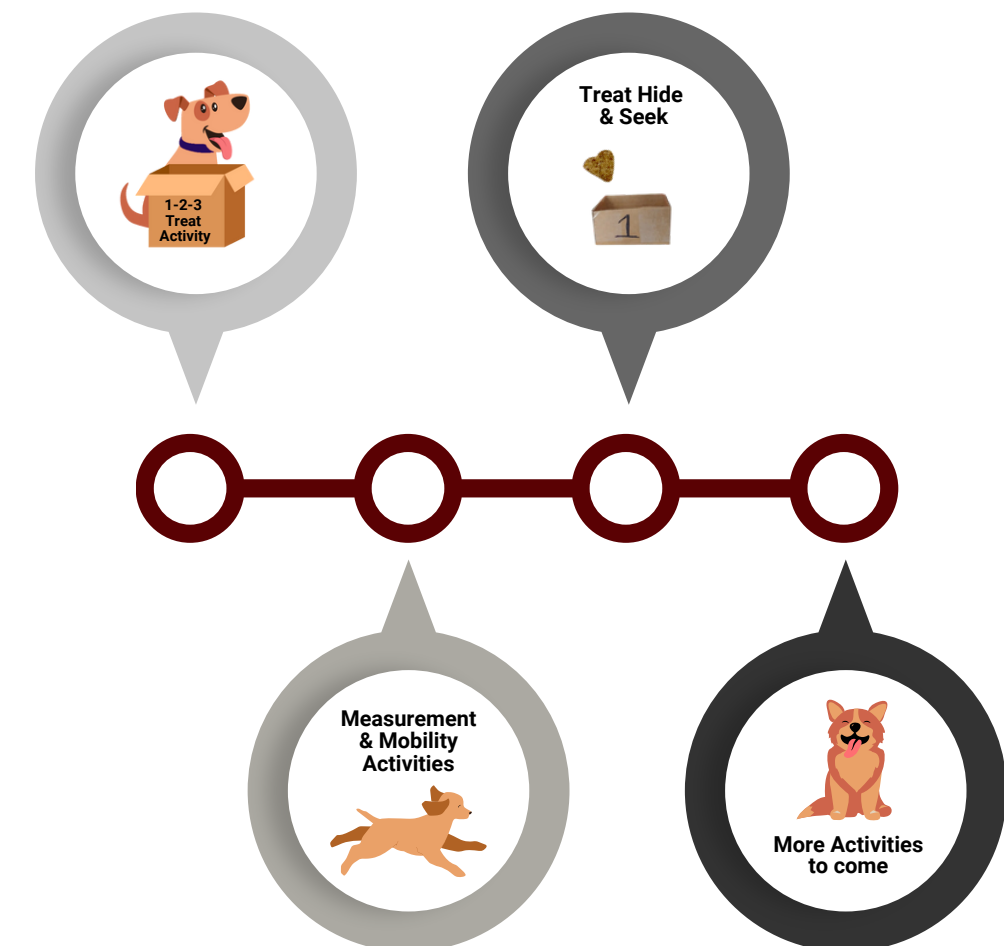 1-2-3
Treat
Activity
Treat Hide
& Seek
1
Measurement
& Mobility
Activities
More Activities
to come